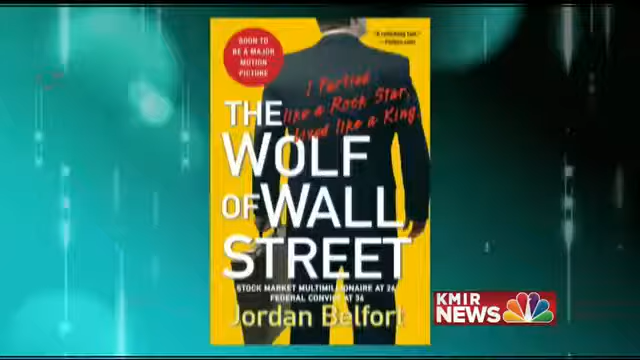 SOON TO
BE A MAJOR
MOTION
PICTURE
I Partied
like a Rock Star,
lived like a King.
THE
WOLF
OF WALL
STREET
STOCK MARKET MULTIMILLIONAIRE AT 26
FEDERAL CONVICT AT 36
Jordan Belfort
KMIR
NEWS